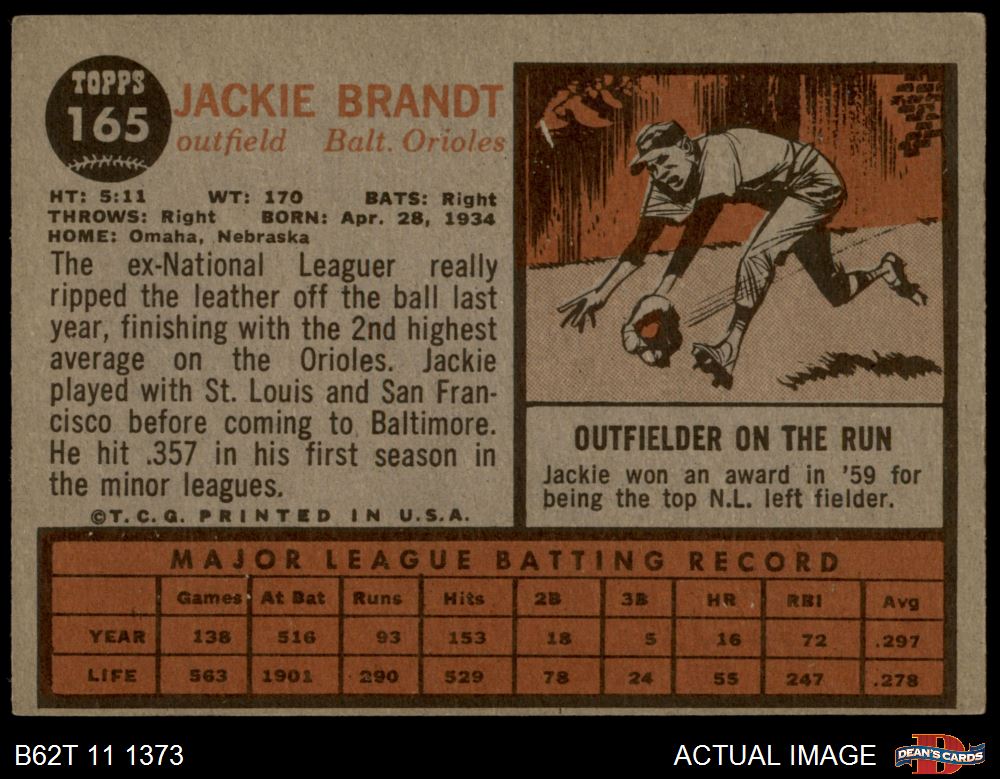 TOPPS
165
JACKIE BRANDT
outfield Balt. Orioles
HT: 5:11 WT: 170 BATS: Right
THROWS: Right BORN: Apr. 28, 1934
HOME: Omaha, Nebraska
The ex-National Leaguer really
ripped the leather off the ball last
year, finishing with the 2nd highest
average on the Orioles. Jackie
played with St. Louis and San Fran-
cisco before coming to Baltimore.
He hit .357 in his first season in
the minor leagues.
©T.C.G. PRINTED IN U.S.A.
OUTFIELDER ON THE RUN
Jackie won an award in '59 for
being the top N.L. left fielder.
MAJOR LEAGUE BATTING RECORD
Games At Bat Runs Hits 2B 3B HR RBI Avg
YEAR 138 516 93 153 18 5 16 72 .297
LIFE 563 1901 290 529 78 24 55 247 .278
B62T 11 1373
ACTUAL IMAGE
D
DEAN'S CARDS